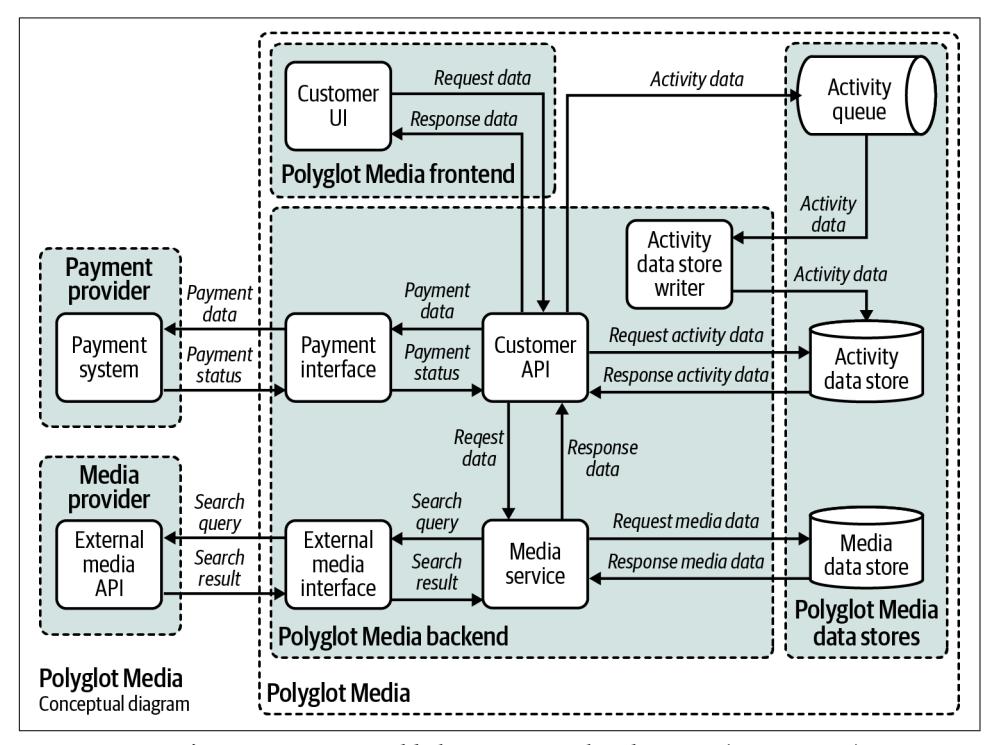 Customer
UI
Request data
Response data
Polyglot Media frontend
Activity data
Activity
queue
Activity
data
Activity
data store
writer
Activity data
Payment
provider
Payment
system
Payment
data
Payment
status
Payment
interface
Payment
data
Payment
status
Customer
API
Request activity data
Response activity data
Activity
data store
Reqest
data
Response
data
Media
provider
External
media
API
Search
query
Search
result
External
media
interface
Search
query
Search
result
Media
service
Request media data
Response media data
Media
data store
Polyglot Media backend
Polyglot Media
data stores
Polyglot Media
Conceptual diagram
Polyglot Media